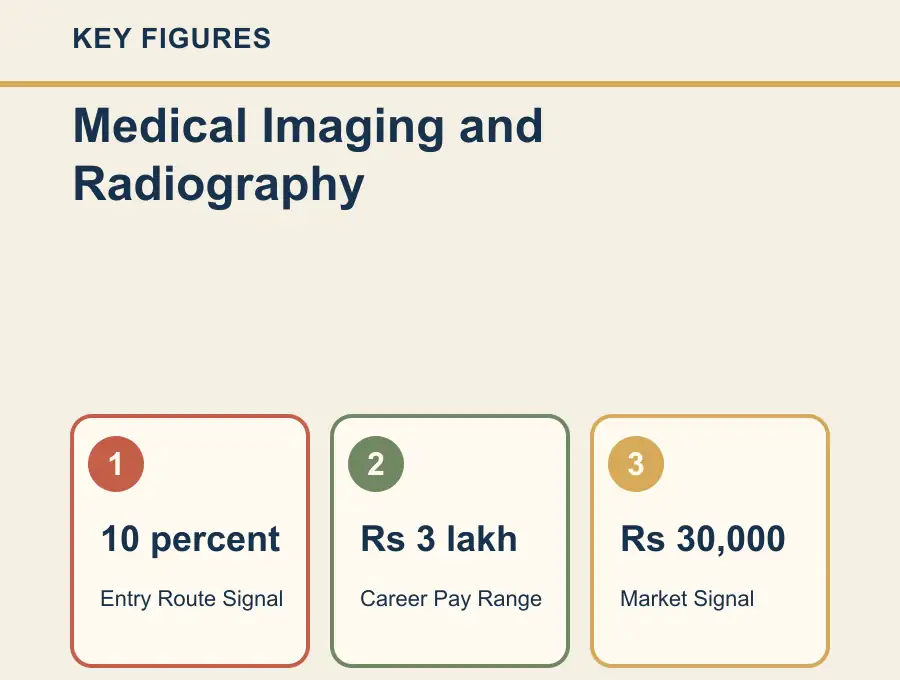 KEY FIGURES
Medical Imaging and
Radiography
1
10 percent
Entry Route Signal
2
Rs 3 lakh
Career Pay Range
3
Rs 30,000
Market Signal